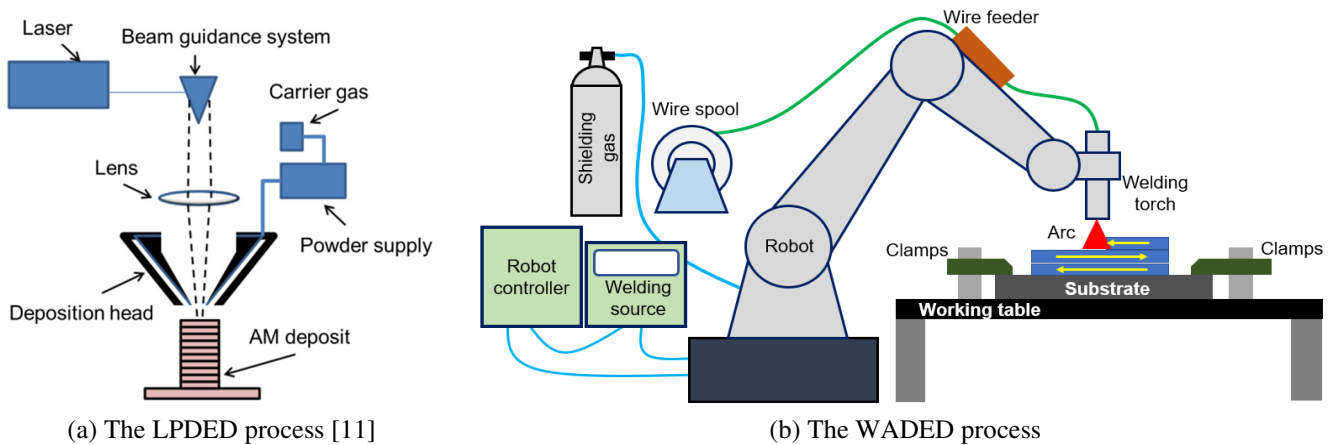 Laser
Beam guidance system
Carrier gas
Lens
Powder supply
Deposition head
AM deposit
(a) The LPDED process [11]
Wire feeder
Shielding
gas
Wire spool
Welding
torch
Arc
Robot
Clamps
Clamps
Robot
controller
Welding
source
Substrate
Working table
(b) The WADED process